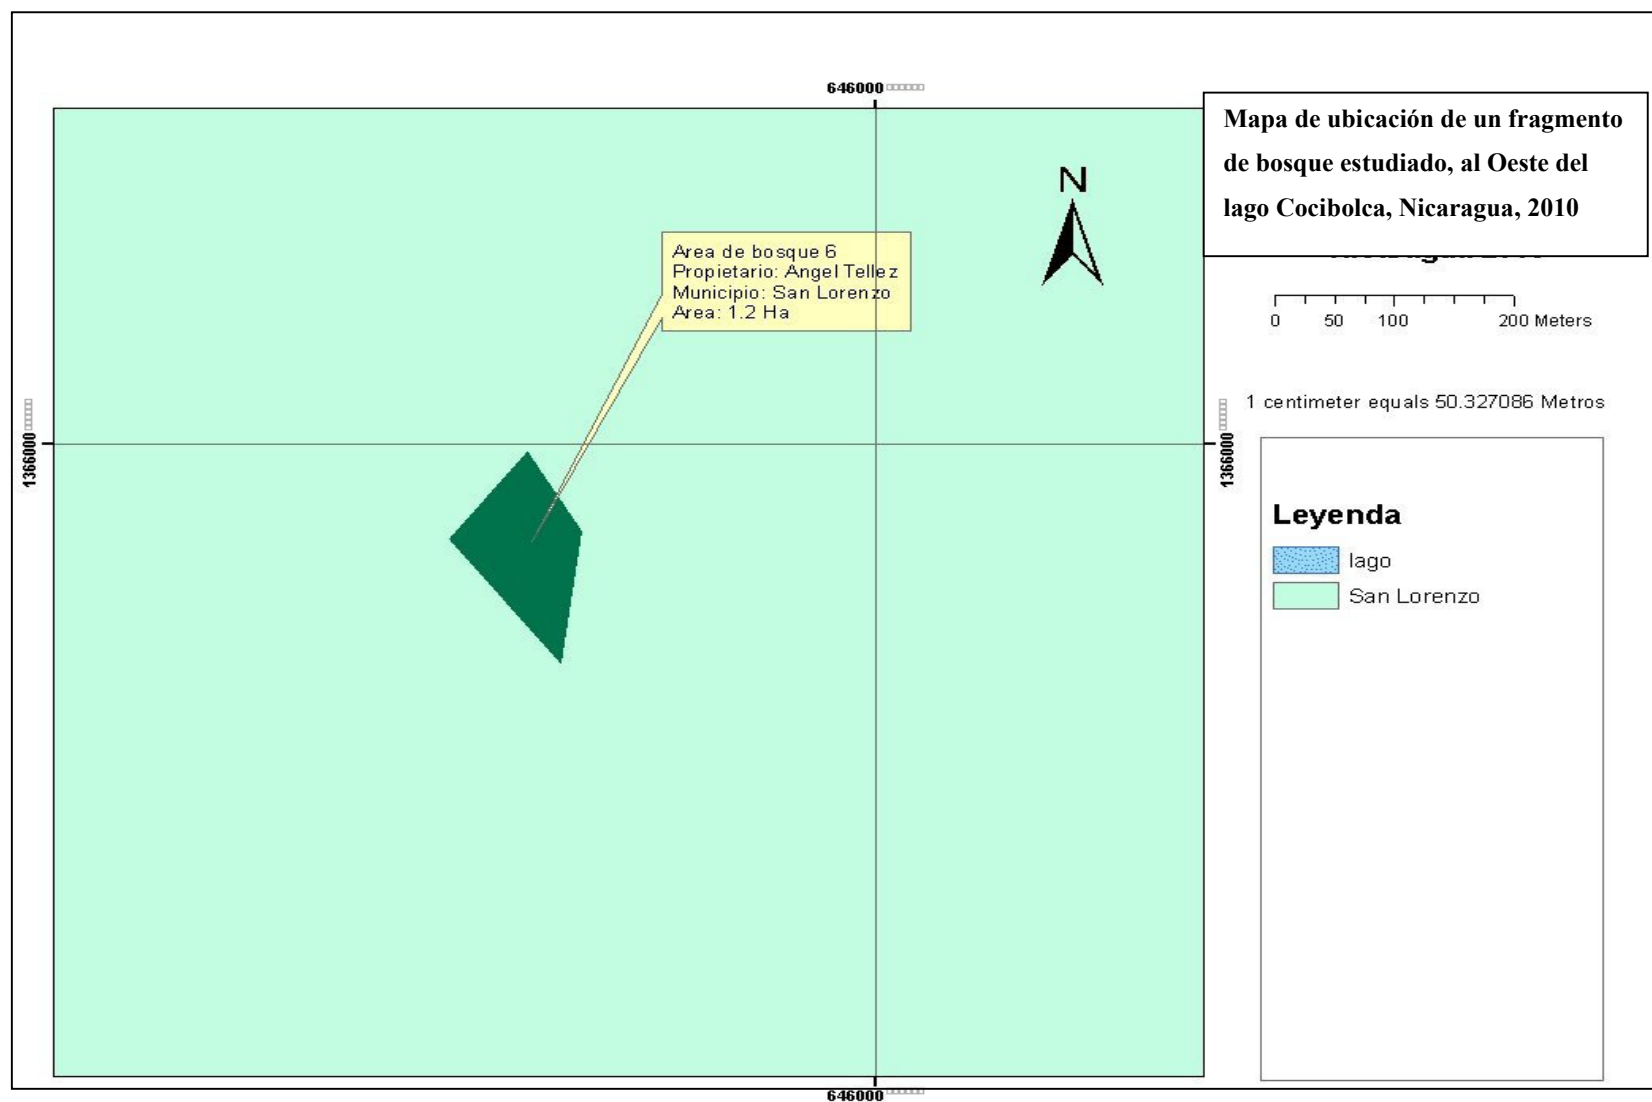 646000
Mapa de ubicación de un fragmento
de bosque estudiado, al Oeste del
lago Cocibolca, Nicaragua, 2010
N
Area de bosque 6
Propietario: Angel Tellez
Municipio: San Lorenzo
Area: 1.2 Ha
0 50 100 200 Meters
1 centimeter equals 50.327086 Metros
1366000
1366000
Leyenda
lago
San Lorenzo
646000